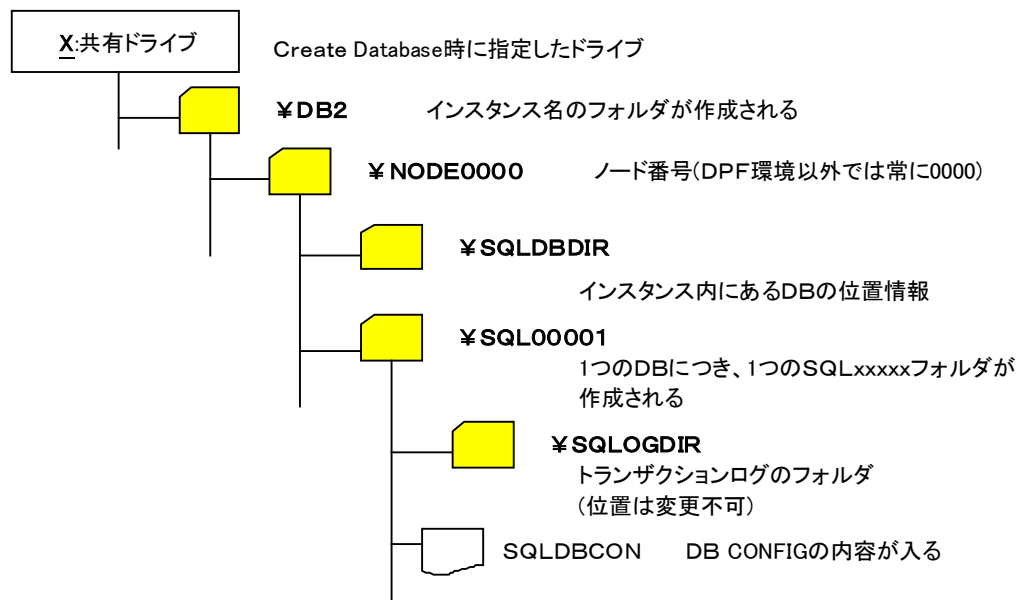 X:共有ドライブ
Create Database時に指定したドライブ
¥DB2 インスタンス名のフォルダが作成される
¥NODE0000 ノード番号(DPF環境以外では常に0000)
¥SQLDBDIR
インスタンス内にあるDBの位置情報
¥SQL00001
1つのDBにつき、1つのSQLxxxxxフォルダが
作成される
¥SQLOGDIR
トランザクションログのフォルダ
(位置は変更不可)
SQLDBCON DB CONFIGの内容が入る